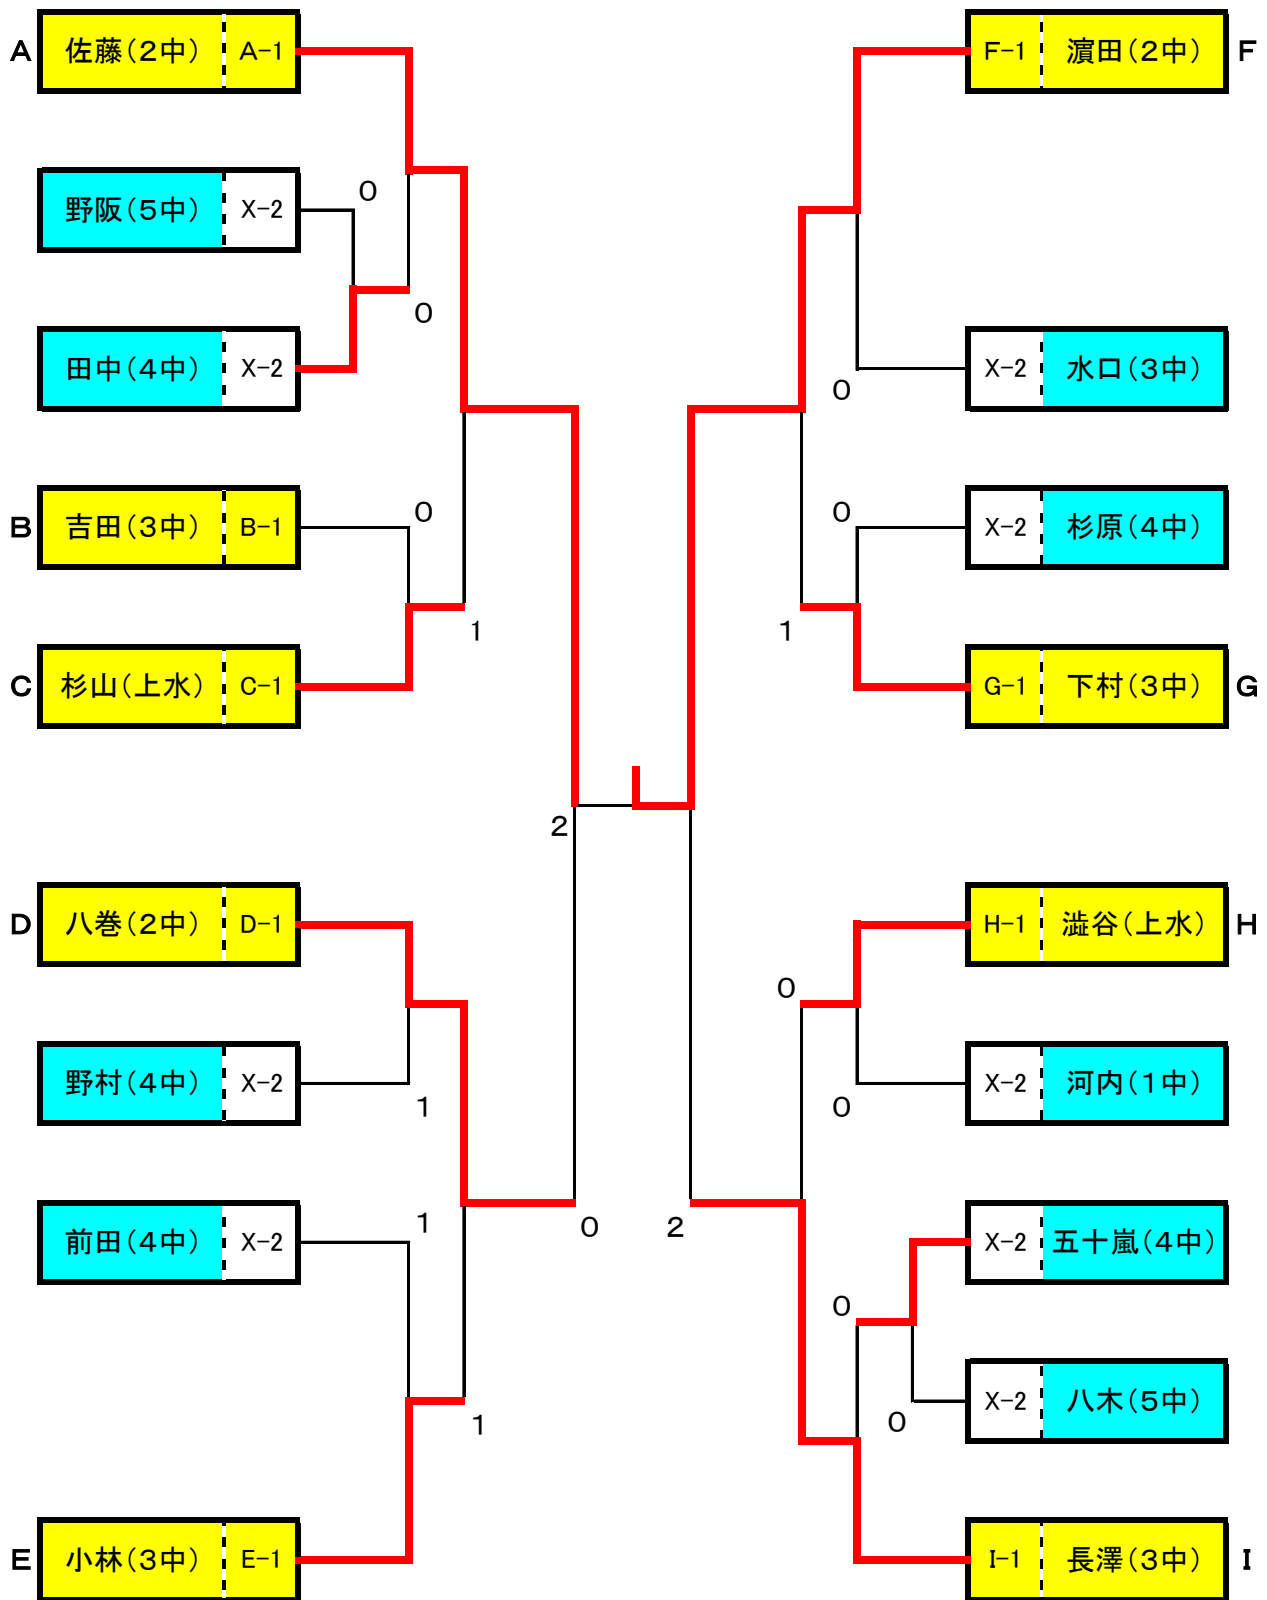 A 佐藤(2中) A-1
F-1 濵田(2中) F
野阪(5中) X-2
0
0
田中(4中) X-2
X-2 水口(3中)
0
B 吉田(3中) B-1
0
0
X-2 杉原(4中)
C 杉山(上水) C-1
1
1
G-1 下村(3中) G
2
D 八巻(2中) D-1
H-1 澁谷(上水) H
0
野村(4中) X-2
1
0
X-2 河内(1中)
前田(4中) X-2
1
0
2
X-2 五十嵐(4中)
0
X-2 八木(5中)
1
0
E 小林(3中) E-1
I-1 長澤(3中) I